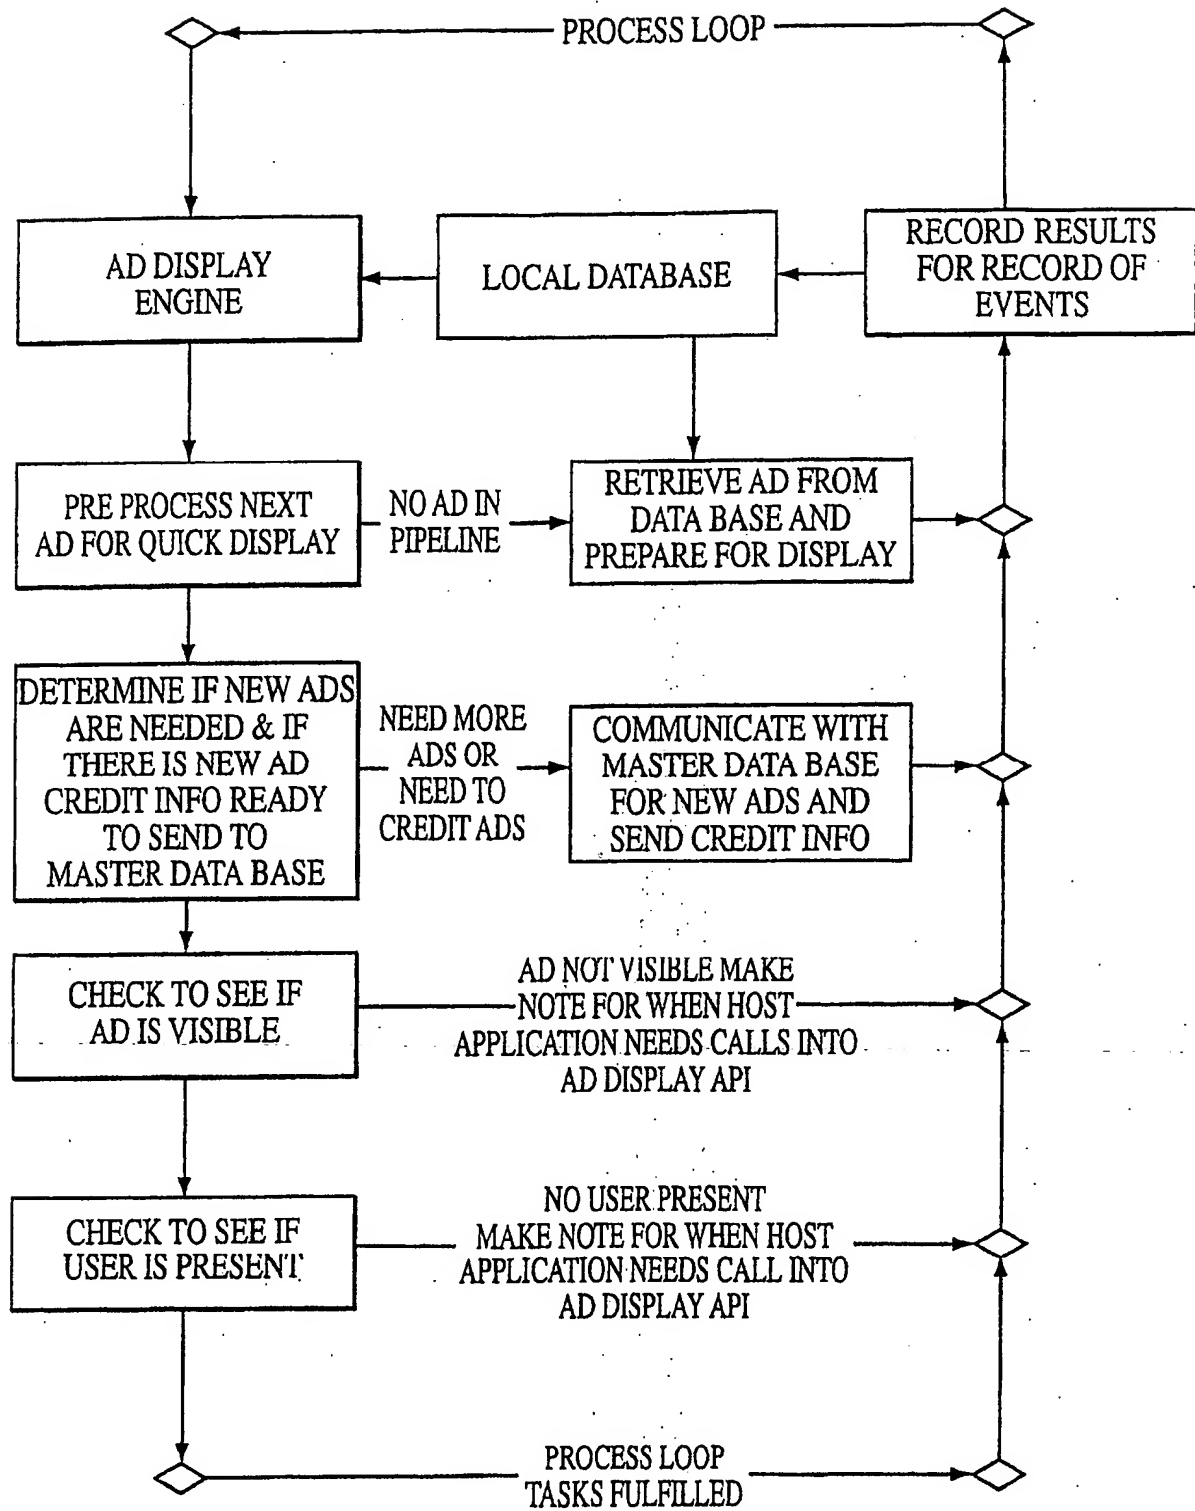 PROCESS LOOP
AD DISPLAY
ENGINE
LOCAL DATABASE
RECORD RESULTS
FOR RECORD OF
EVENTS
PRE PROCESS NEXT
AD FOR QUICK DISPLAY
NO AD IN
PIPELINE
RETRIEVE AD FROM
DATA BASE AND
PREPARE FOR DISPLAY
DETERMINE IF NEW ADS
ARE NEEDED & IF
THERE IS NEW AD
CREDIT INFO READY
TO SEND TO
MASTER DATA BASE
NEED MORE
ADS OR
NEED TO
CREDIT ADS
COMMUNICATE WITH
MASTER DATA BASE
FOR NEW ADS AND
SEND CREDIT INFO
CHECK TO SEE IF
AD IS VISIBLE
AD NOT VISIBLE MAKE
NOTE FOR WHEN HOST
APPLICATION NEEDS CALLS INTO
AD DISPLAY API
CHECK TO SEE IF
USER IS PRESENT
NO USER PRESENT
MAKE NOTE FOR WHEN HOST
APPLICATION NEEDS CALL INTO
AD DISPLAY API
PROCESS LOOP
TASKS FULFILLED